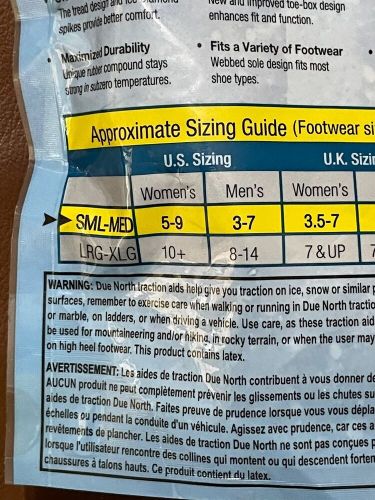 The tread design and ice diamond
spikes provide better comfort.
New and improved toe-box design
enhances fit and function.
• Maximized Durability
Unique rubber compound stays
strong in subzero temperatures.
• Fits a Variety of Footwear
Webbed sole design fits most
shoe types.
Approximate Sizing Guide (Footwear si
U.S. Sizing U.K. Sizi
Women's Men's Women's
SML-MED 5-9 3-7 3.5-7
LRG-XLG 10+ 8-14 7 & UP 7
WARNING: Due North traction aids help give you traction on ice, snow or similar
surfaces, remember to exercise care when walking or running in Due North tractio
or marble, on ladders, or when driving a vehicle. Use care, as these traction aid
be used for mountaineering and/or hiking, in rocky terrain, or when the user may
on high heel footwear. This product contains latex.
AVERTISSEMENT: Les aides de traction Due North contribuent à vous donner de
AUCUN produit ne peut complètement prévenir les glissements ou les chutes su
aides de traction Due North. Faites preuve de prudence lorsque vous vous dépla
échelles ou pendant la conduite d'un véhicule. Agissez avec prudence, car ces a
revêtements de plancher. Les aides de traction Due North ne sont pas conçues p
lorsque l'utilisateur rencontre des collines qui montent ou qui descendent forten
chaussures à talons hauts. Ce produit contient du latex.